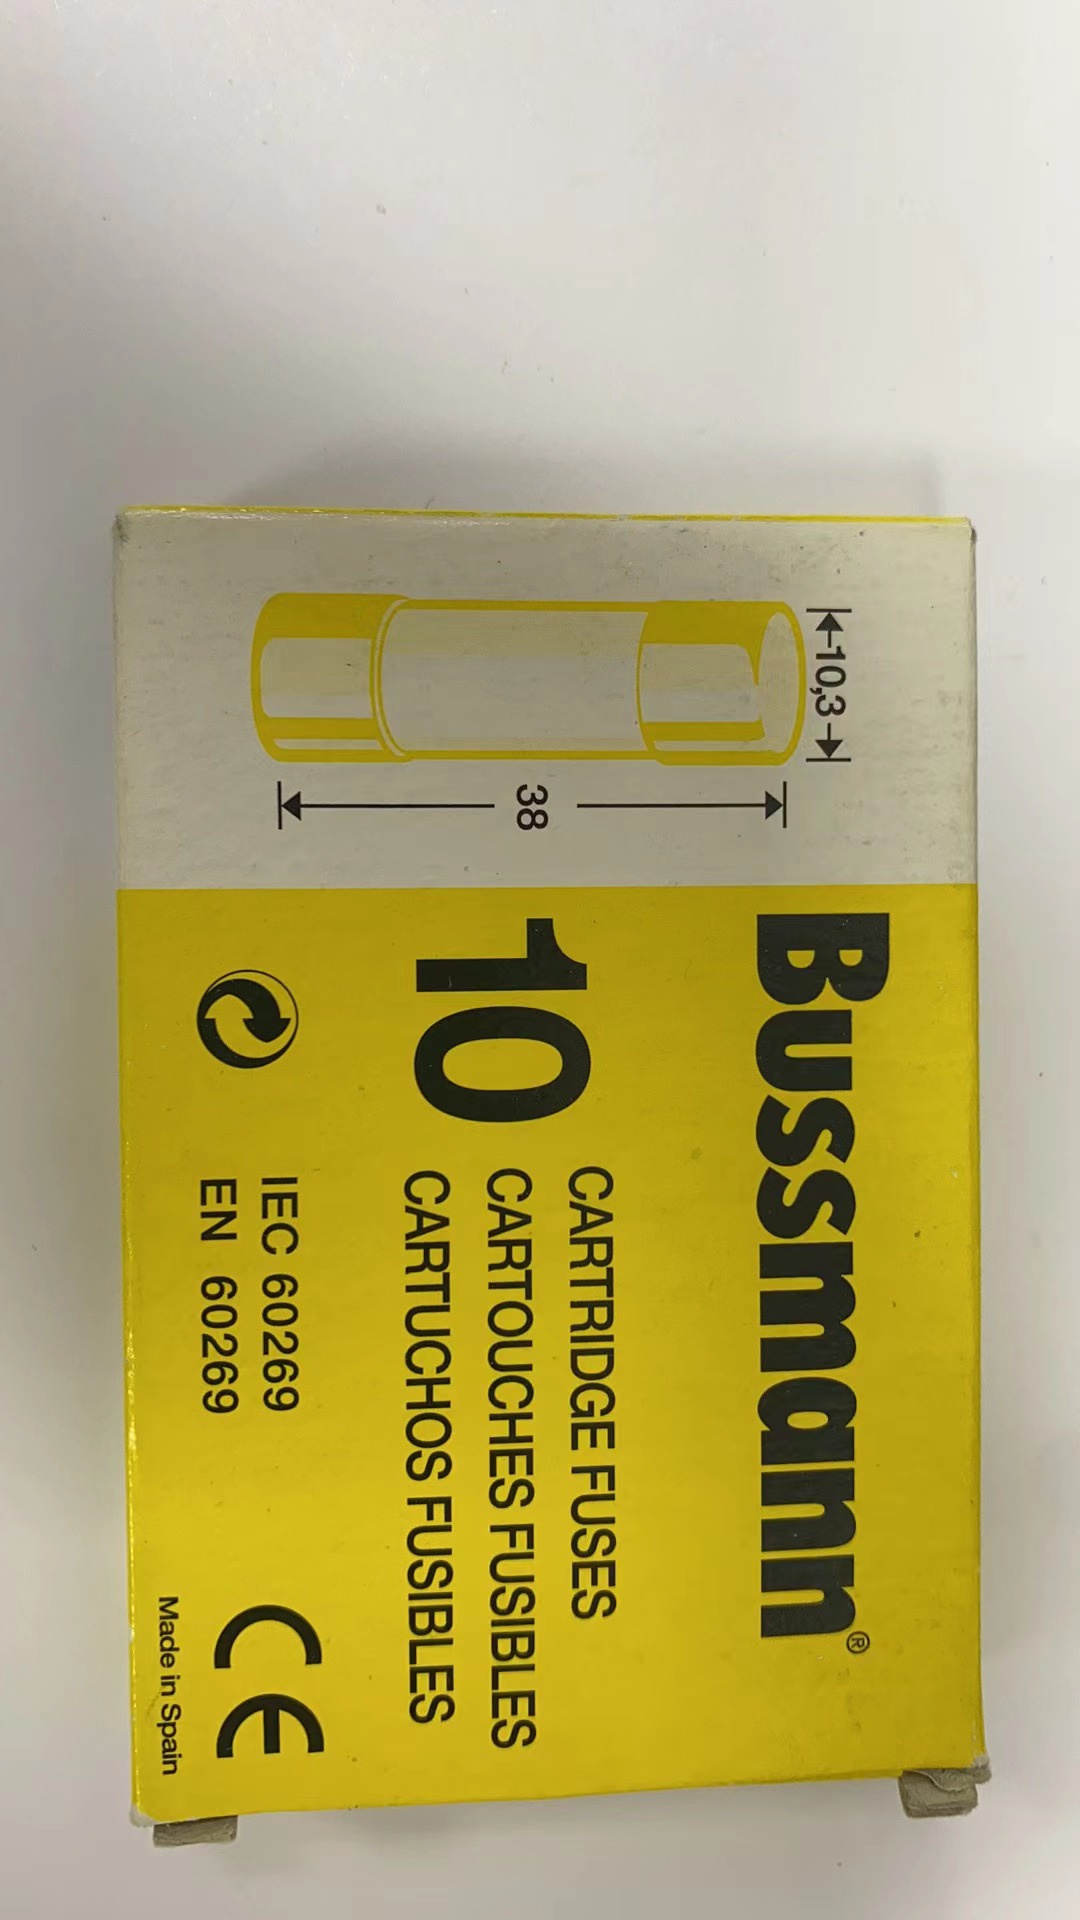 10,3
38
Bussmann®
10
CARTRIDGE FUSES
CARTOUCHES FUSIBLES
CARTUCHOS FUSIBLES
IEC 60269
EN 60269
CE
Made in Spain